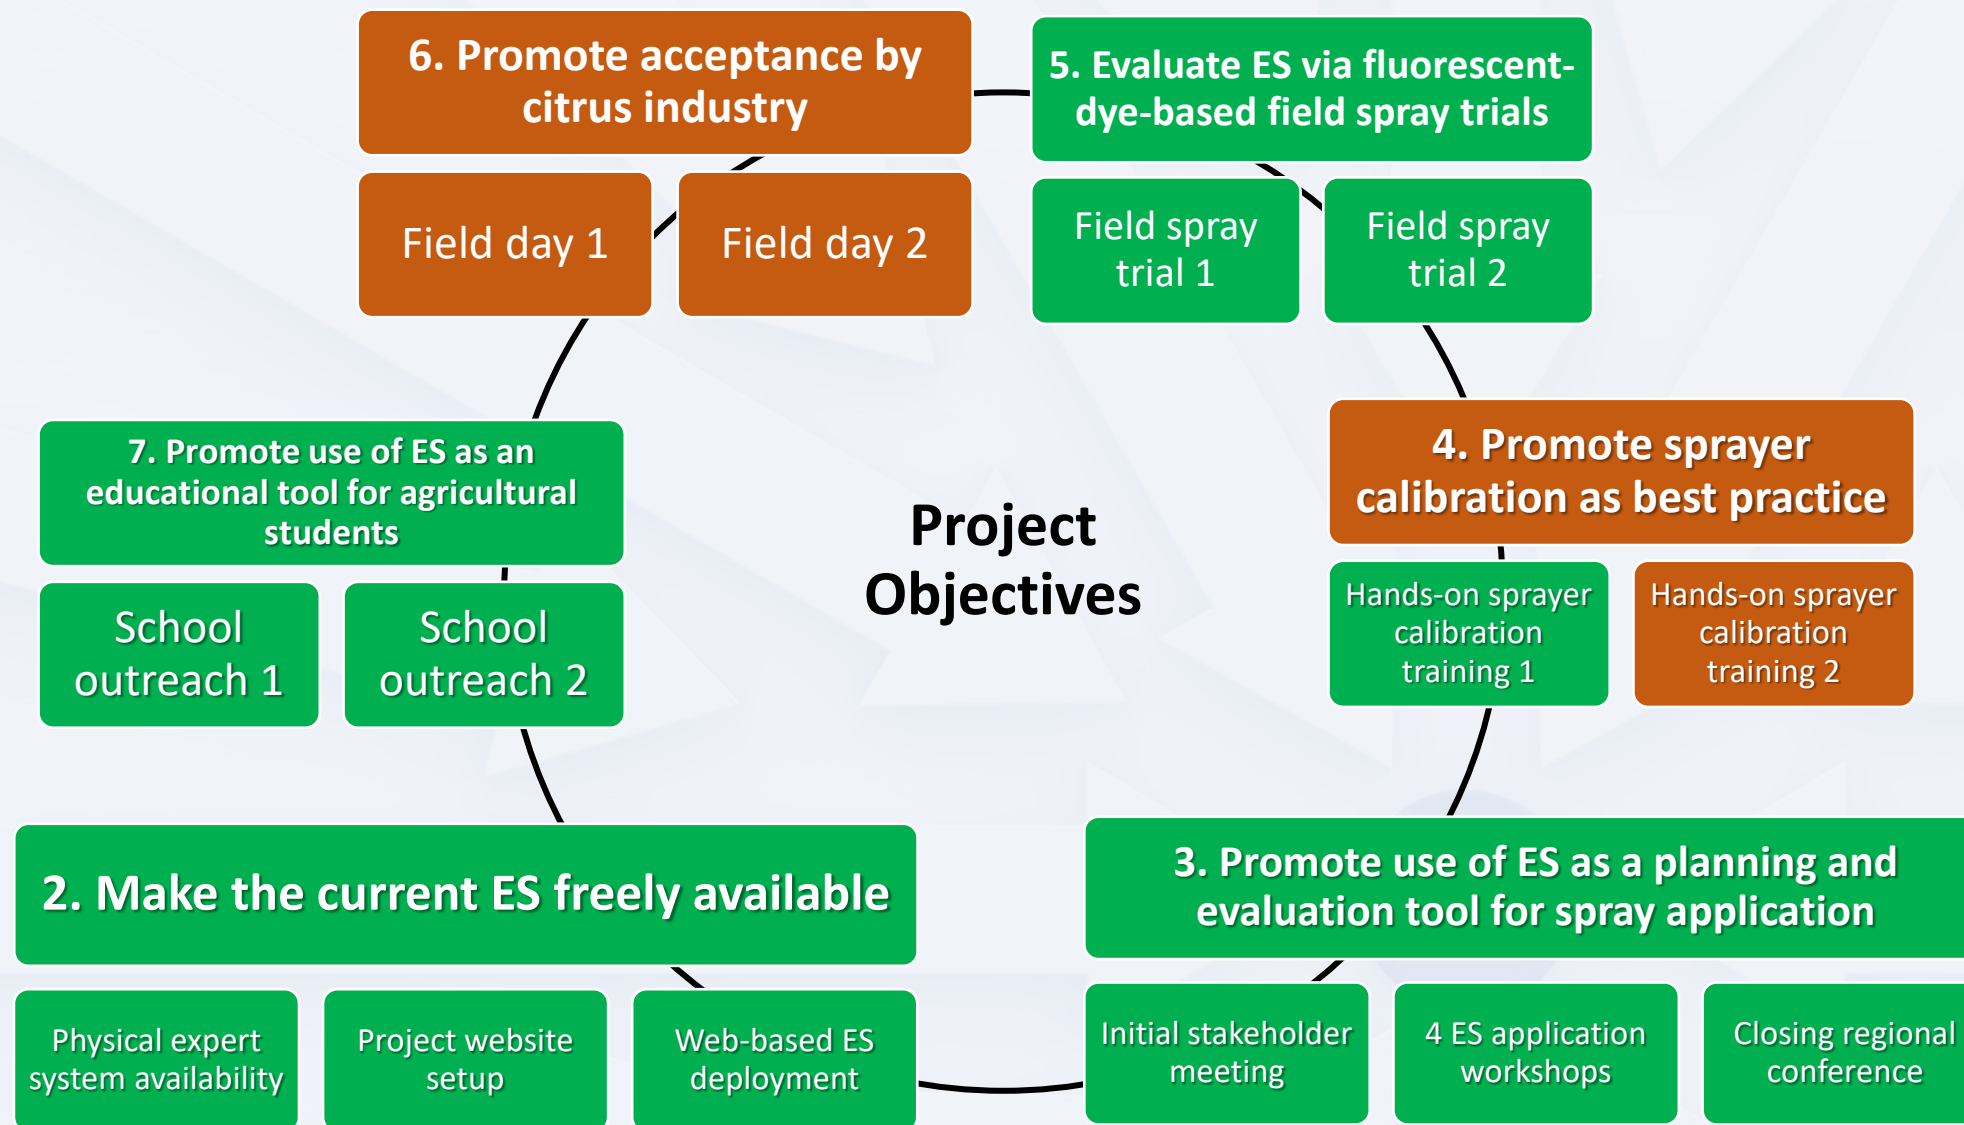 6. Promote acceptance by
citrus industry
Field day 1
Field day 2
5. Evaluate ES via fluorescent-
dye-based field spray trials
Field spray
trial 1
Field spray
trial 2
4. Promote sprayer
calibration as best practice
Hands-on sprayer
calibration
training 1
Hands-on sprayer
calibration
training 2
7. Promote use of ES as an
educational tool for agricultural
students
School
outreach 1
School
outreach 2
Project
Objectives
2. Make the current ES freely available
Physical expert
system availability
Project website
setup
Web-based ES
deployment
3. Promote use of ES as a planning and
evaluation tool for spray application
Initial stakeholder
meeting
4 ES application
workshops
Closing regional
conference